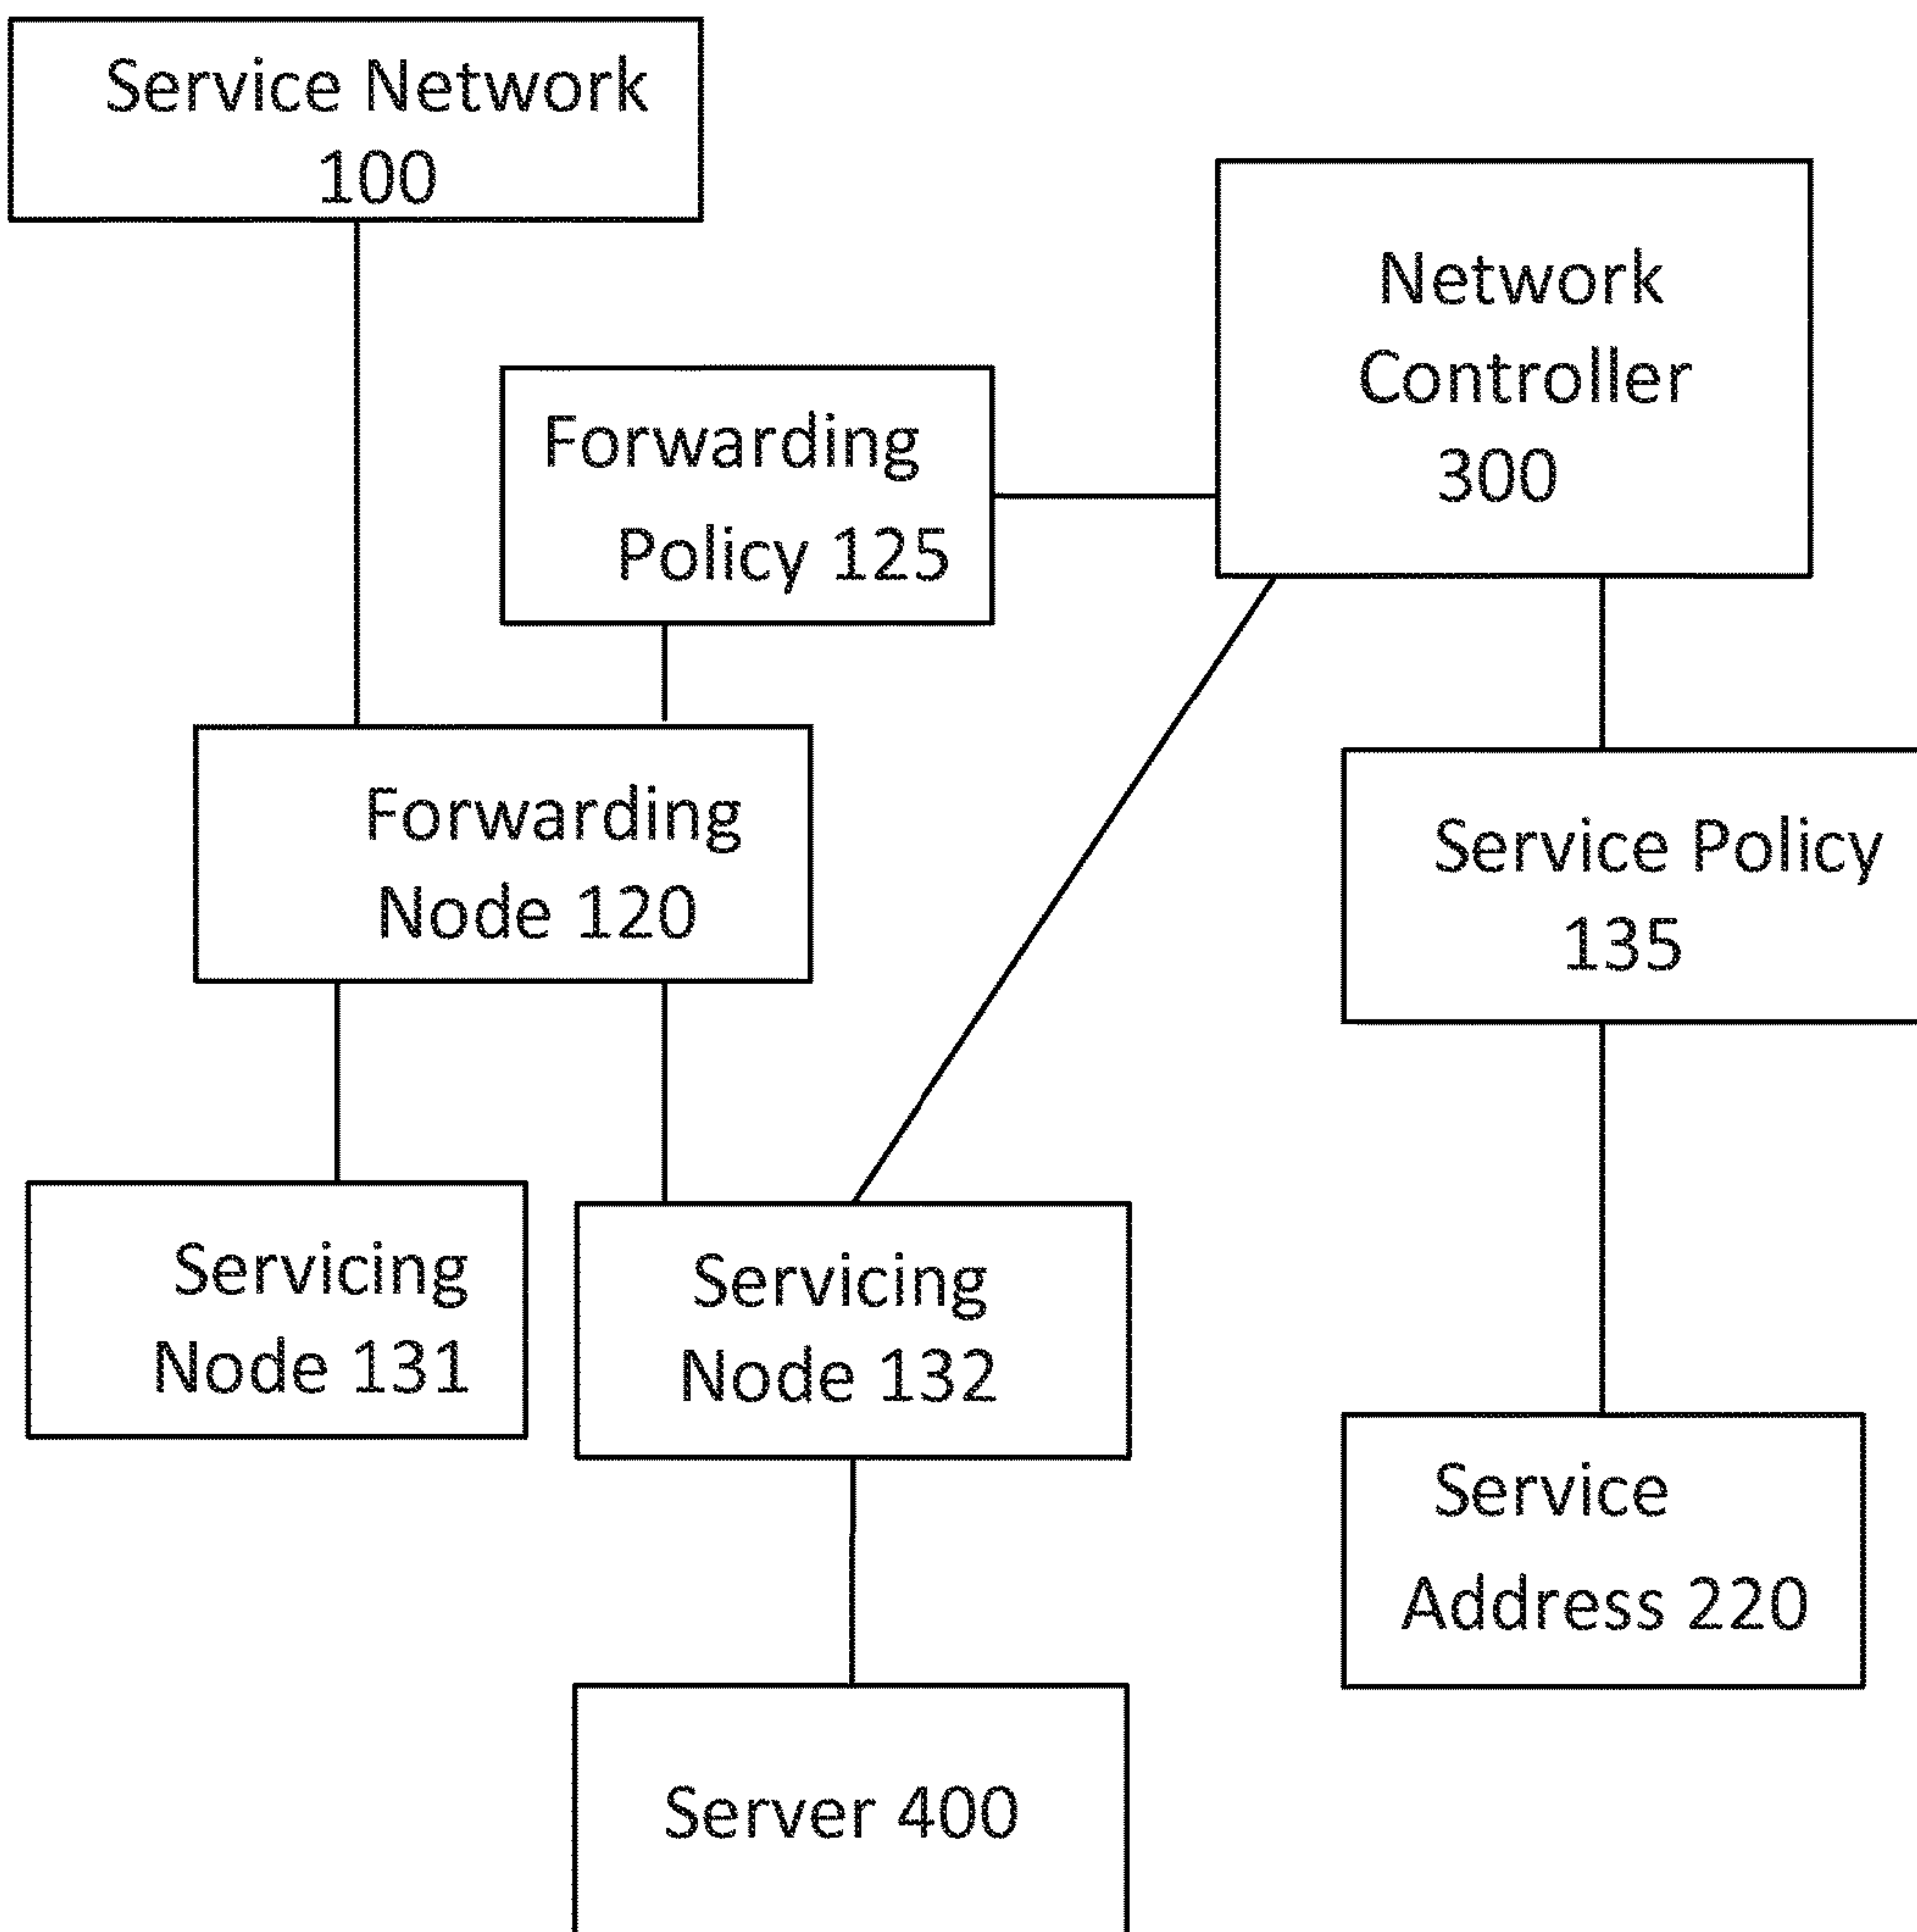 Service Network
100
Network
Controller
300
Forwarding
Policy 125
Forwarding
Node 120
Service Policy
135
Servicing
Node 131
Servicing
Node 132
Service
Address 220
Server 400